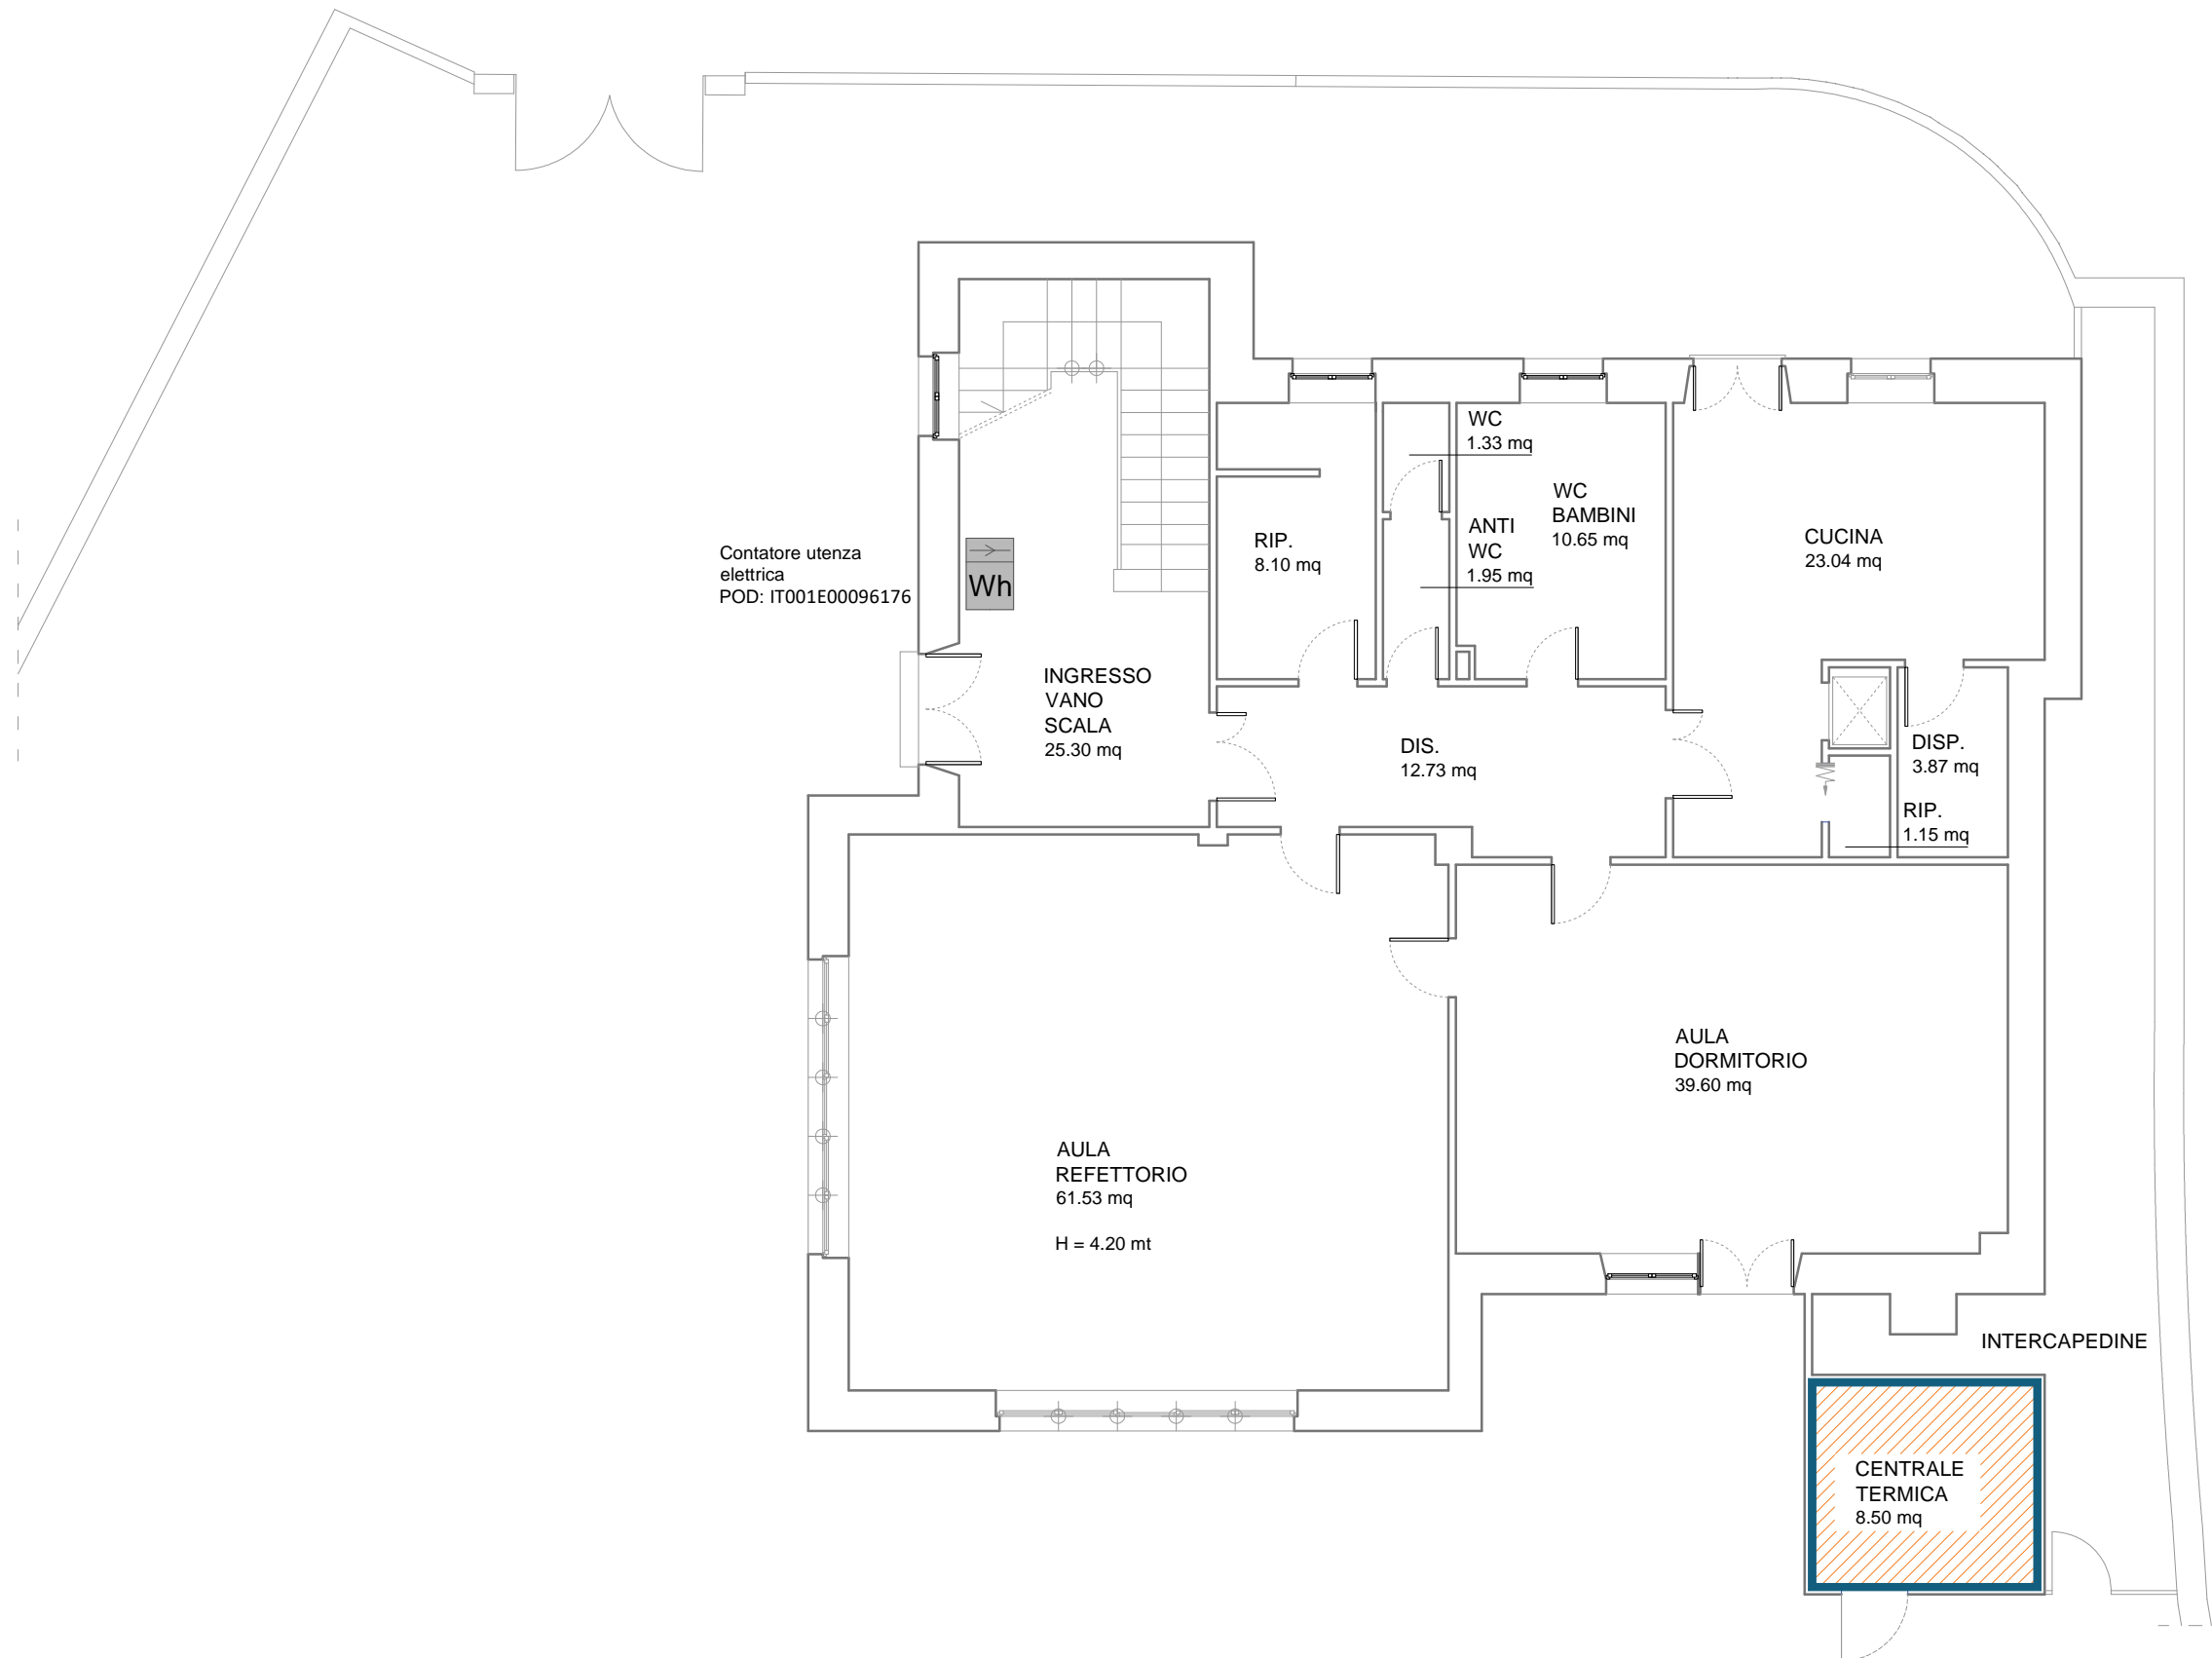 WC
1.33 mq
WC
BAMBINI
10.65 mq
ANTI
WC
1.95 mq
RIP.
8.10 mq
CUCINA
23.04 mq
Contatore utenza
elettrica
POD: IT001E00096176
Wh
INGRESSO
VANO
SCALA
25.30 mq
DIS.
12.73 mq
DISP.
3.87 mq
RIP.
1.15 mq
AULA
DORMITORIO
39.60 mq
AULA
REFETTORIO
61.53 mq
H = 4.20 mt
INTERCAPEDINE
CENTRALE
TERMICA
8.50 mq